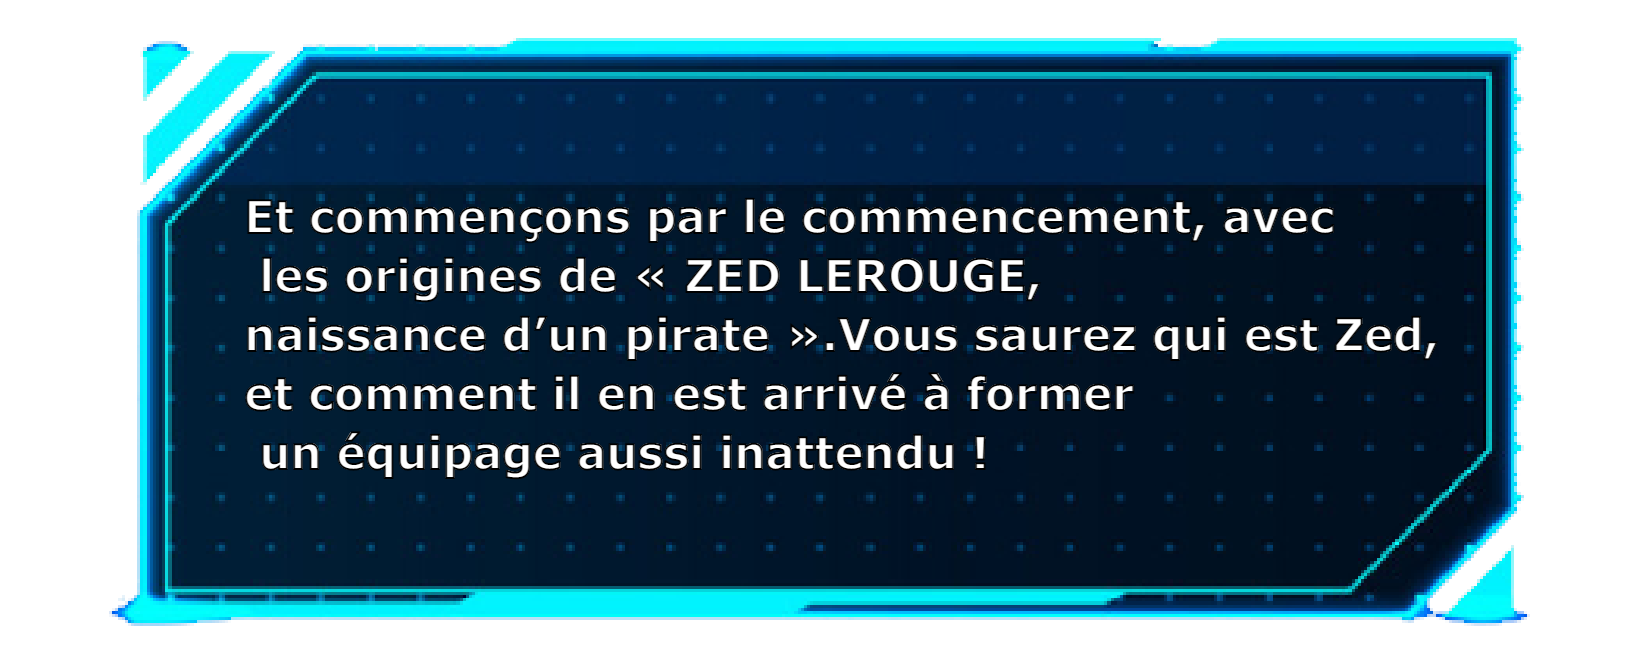 Et commençons par le commencement, avec
les origines de « ZED LEROUGE,
naissance d’un pirate ».Vous saurez qui est Zed,
et comment il en est arrivé à former
un équipage aussi inattendu !